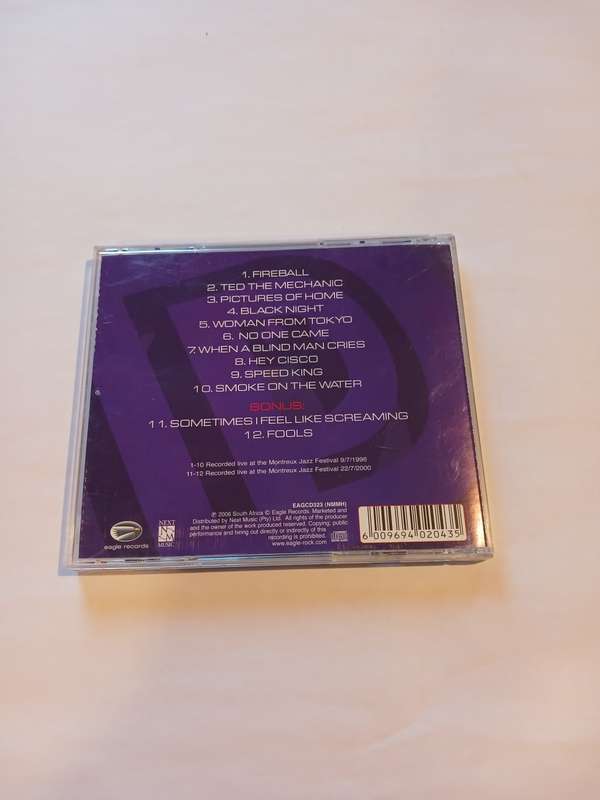 1. FIREBALL
2. TED THE MECHANIC
3. PICTURES OF HOME
4. BLACK NIGHT
5. WOMAN FROM TOKYO
6. NO ONE CAME
7. WHEN A BLIND MAN CRIES
8. HEY CISCO
9. SPEED KING
10. SMOKE ON THE WATER
BONUS:
11. SOMETIMES I FEEL LIKE SCREAMING
12. FOOLS
1-10 Recorded live at the Montreux Jazz Festival 9/7/1996
11-12 Recorded live at the Montreux Jazz Festival 22/7/2000
EAGCD323 (NMMH)
℗ 2006 South Africa © Eagle Records. Marketed and
Distributed by Next Music (Pty) Ltd. All rights of the producer
and the owner of the work produced reserved. Copying, public
performance and hiring out directly or indirectly of this
recording is prohibited.
www.eagle-rock.com
eagle records
NEXT
MUSIC
6 009694 020435